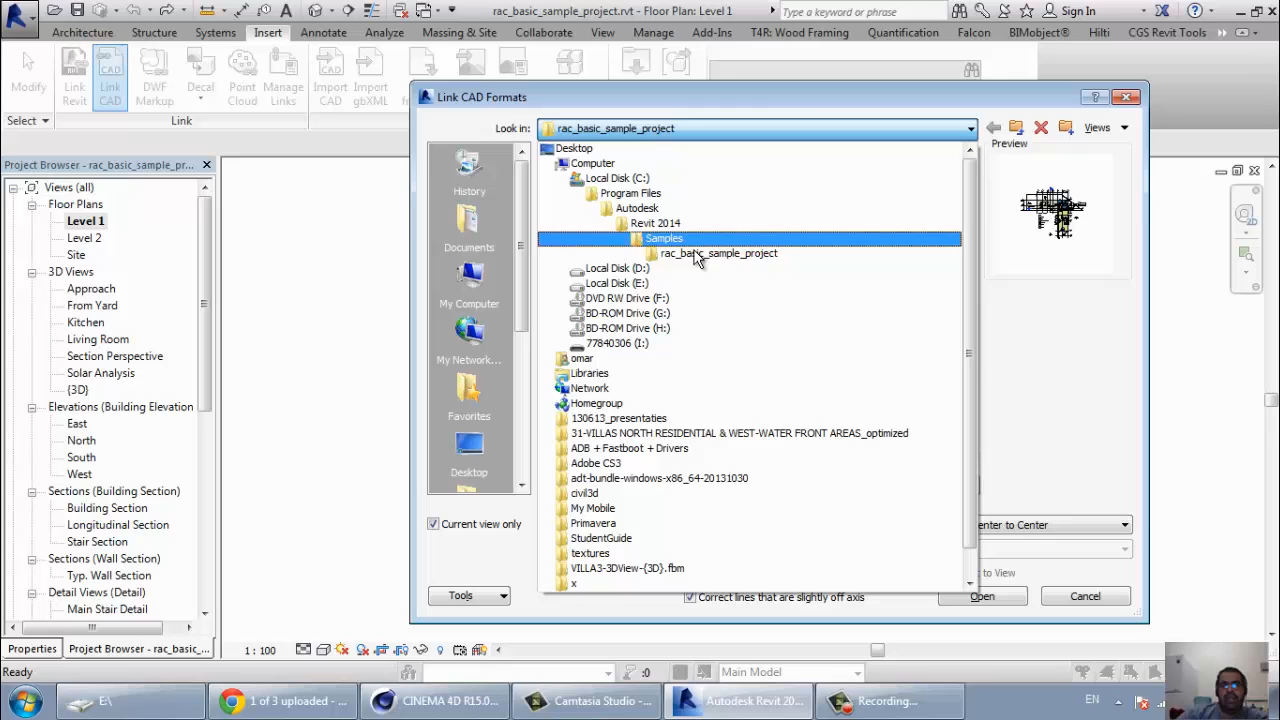 rac_basic_sample_project.rvt - Floor Plan: Level 1
Type a keyword or phrase
Sign In
Architecture
Structure
Systems
Insert
Annotate
Analyze
Massing & Site
Collaborate
View
Manage
Add-Ins
T4R: Wood Framing
Quantification
Falcon
BIMobject®
Hilti
CGS Revit Tools
Modify
Link Revit
Link CAD
DWF Markup
Decal
Point Cloud
Manage Links
Import CAD
Import gbXML
Select
Link
Project Browser - rac_basic_sample_pr...
Views (all)
Floor Plans
Level 1
Level 2
Site
3D Views
Approach
From Yard
Kitchen
Living Room
Section Perspective
Solar Analysis
{3D}
Elevations (Building Elevation
East
North
South
West
Sections (Building Section)
Building Section
Longitudinal Section
Stair Section
Sections (Wall Section)
Typ. Wall Section
Detail Views (Detail)
Main Stair Detail
Properties
Project Browser - rac_basic_...
Link CAD Formats
Look in:
rac_basic_sample_project
Views
Preview
History
Documents
My Computer
My Network...
Favorites
Desktop
Desktop
Computer
Local Disk (C:)
Program Files
Autodesk
Revit 2014
Samples
rac_basic_sample_project
Local Disk (D:)
Local Disk (E:)
DVD RW Drive (F:)
BD-ROM Drive (G:)
BD-ROM Drive (H:)
77840306 (I:)
omar
Libraries
Network
Homegroup
130613_presentaties
31-VILLAS NORTH RESIDENTIAL & WEST-WATER FRONT AREAS_optimized
ADB + Fastboot + Drivers
Adobe CS3
adt-bundle-windows-x86_64-20131030
civil3d
My Mobile
Primavera
StudentGuide
textures
VILLA3-3DView-{3D}.fbm
x
Current view only
enter to Center
to View
Tools
Correct lines that are slightly off axis
Open
Cancel
1 : 100
Ready
:0
Main Model
E:\
1 of 3 uploaded - ...
CINEMA 4D R15.0...
Camtasia Studio - ...
Autodesk Revit 20...
Recording...
EN